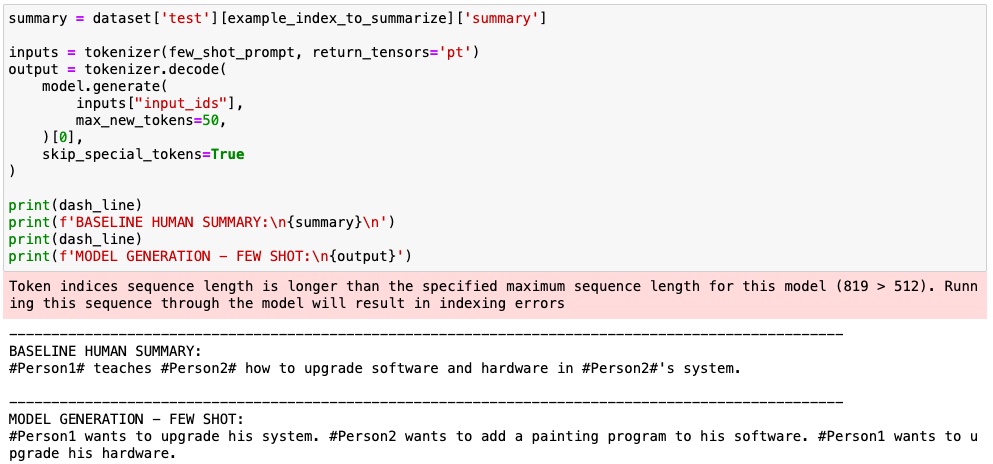 summary = dataset['test'][example_index_to_summarize]['summary']
inputs = tokenizer(few_shot_prompt, return_tensors='pt')
output = tokenizer.decode(
    model.generate(
        inputs["input_ids"],
        max_new_tokens=50,
    )[0],
    skip_special_tokens=True
)
print(dash_line)
print(f'BASELINE HUMAN SUMMARY:\n{summary}\n')
print(dash_line)
print(f'MODEL GENERATION - FEW SHOT:\n{output}')
Token indices sequence length is longer than the specified maximum sequence length for this model (819 > 512). Runn
ing this sequence through the model will result in indexing errors
---------------------------------------------------------------------------------------------------
BASELINE HUMAN SUMMARY:
#Person1# teaches #Person2# how to upgrade software and hardware in #Person2#'s system.
---------------------------------------------------------------------------------------------------
MODEL GENERATION - FEW SHOT:
#Person1 wants to upgrade his system. #Person2 wants to add a painting program to his software. #Person1 wants to u
pgrade his hardware.